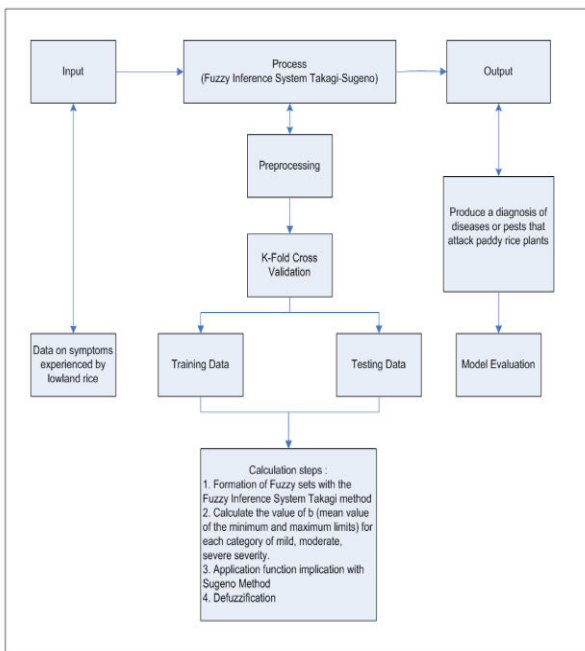 Input
Process
(Fuzzy Inference System Takagi-Sugeno)
Output
Preprocessing
Produce a diagnosis of
diseases or pests that
attack paddy rice plants
K-Fold Cross
Validation
Data on symptoms
experienced by
lowland rice
Training Data
Testing Data
Model Evaluation
Calculation steps :
1. Formation of Fuzzy sets with the
Fuzzy Inference System Takagi method
2. Calculate the value of b (mean value
of the minimum and maximum limits) for
each category of mild, moderate,
severe severity.
3. Application function implication with
Sugeno Method
4. Defuzzification